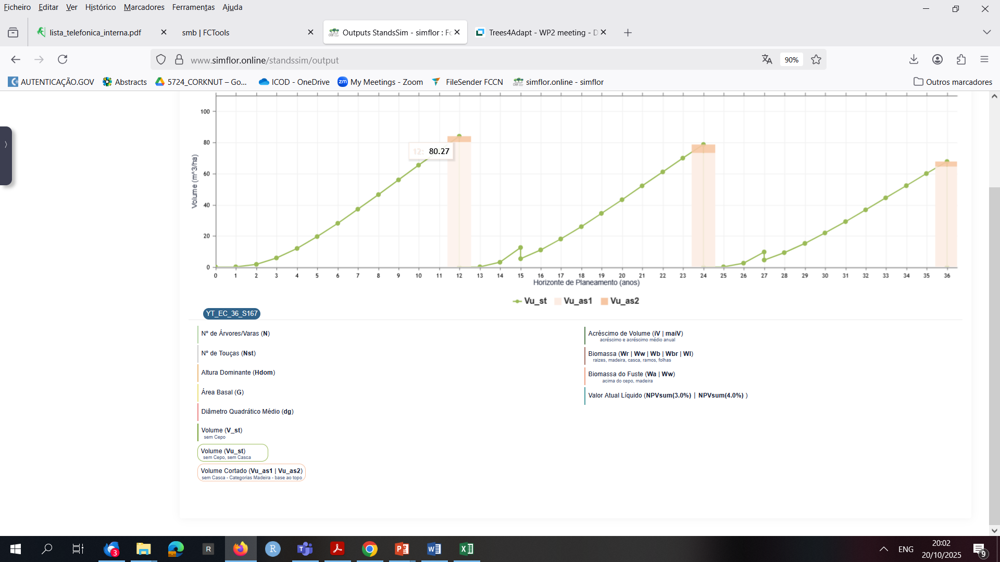 Ficheiro Editar Ver Histórico Marcadores Ferramentas Ajuda
lista_telefonica_interna.pdf smb | FCTools Outputs StandsSim - simflor : Fc Trees4Adapt - WP2 meeting - D
www.simflor.online/standssim/output 90%
AUTENTICAÇÃO.GOV Abstracts 5724_CORKNUT – Go... ICOD - OneDrive zm My Meetings - Zoom FileSender FCCN simflor.online - simflor Outros marcadores
100
80
60
40
20
0
Volume (m^3/ha)
12: 80.27
0 1 2 3 4 5 6 7 8 9 10 11 12 13 14 15 16 17 18 19 20 21 22 23 24 25 26 27 28 29 30 31 32 33 34 35 36
Horizonte de Planeamento (anos)
Vu_st Vu_as1 Vu_as2
YT_EC_36_S167
Nº de Árvores/Varas (N)
Nº de Touças (Nst)
Altura Dominante (Hdom)
Área Basal (G)
Diâmetro Quadrático Médio (dg)
Volume (V_st)
sem Cepo
Volume (Vu_st)
sem Cepo, sem Casca
Volume Cortado (Vu_as1 | Vu_as2)
sem Casca - Categorias Madeira - base ao topo
Acréscimo de Volume (iV | maiV)
acréscimo e acréscimo médio anual
Biomassa (Wr | Ww | Wb | Wbr | Wl)
raizes, madeira, casca, ramos, folhas
Biomassa do Fuste (Wa | Ww)
acima do cepo, madeira
Valor Atual Líquido (NPVsum(3.0%) | NPVsum(4.0%) )
3 R R ENG 20:02
20/10/2025 9